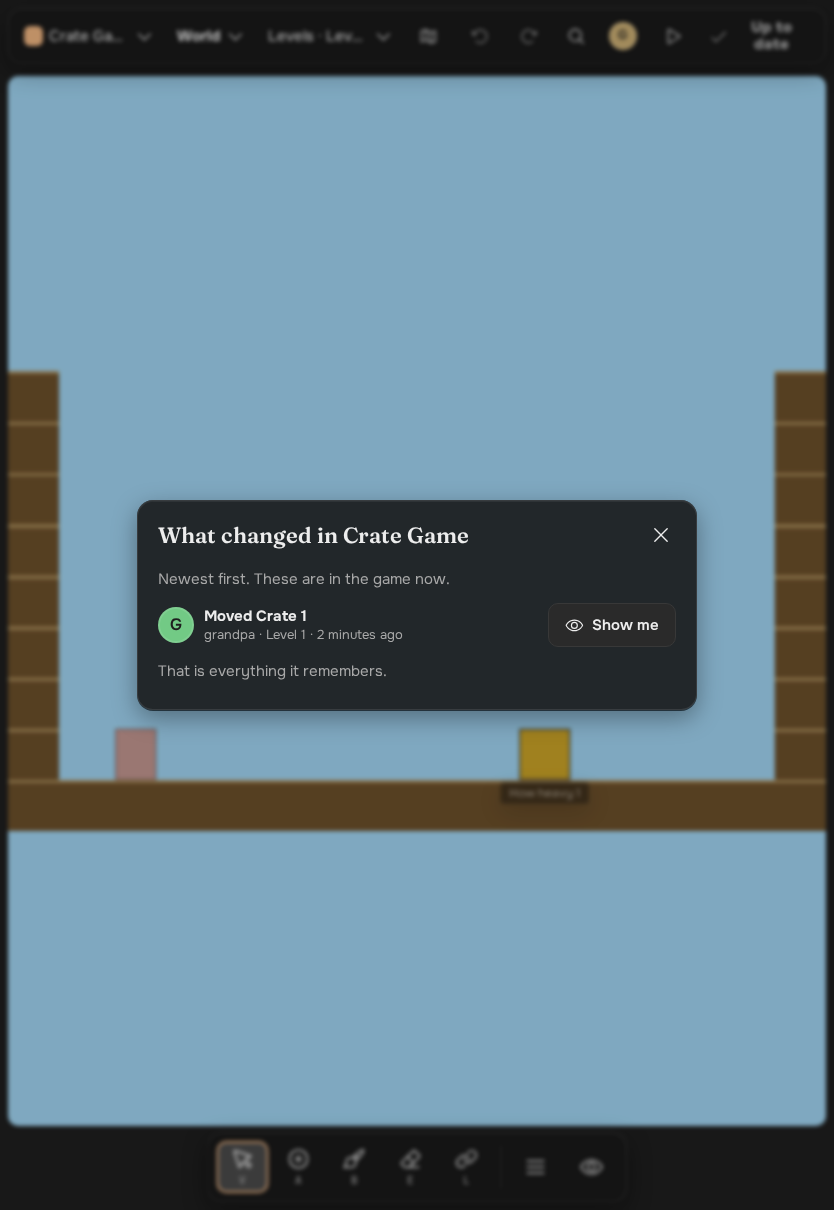 Crate Ga...
World
Levels · Lev...
G
Up to
date
What changed in Crate Game
Newest first. These are in the game now.
G
Moved Crate 1
grandpa · Level 1 · 2 minutes ago
Show me
That is everything it remembers.
V
A
B
E
L